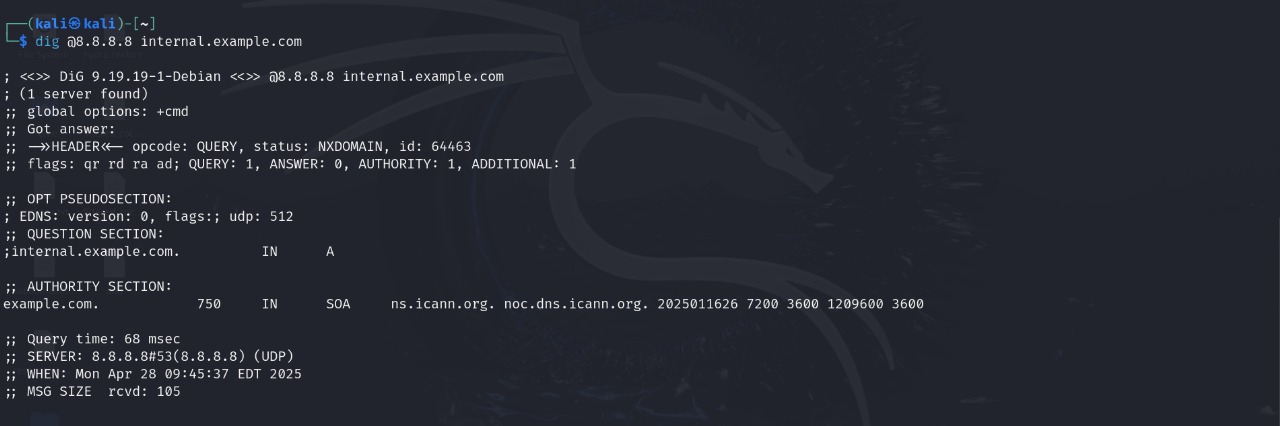 ┌──(kali㉿kali)-[~]
└─$ dig @8.8.8.8 internal.example.com
; <<>> DiG 9.19.19-1-Debian <<>> @8.8.8.8 internal.example.com
; (1 server found)
;; global options: +cmd
;; Got answer:
;; ->>HEADER<<- opcode: QUERY, status: NXDOMAIN, id: 64463
;; flags: qr rd ra ad; QUERY: 1, ANSWER: 0, AUTHORITY: 1, ADDITIONAL: 1
;; OPT PSEUDOSECTION:
; EDNS: version: 0, flags:; udp: 512
;; QUESTION SECTION:
;internal.example.com. IN A
;; AUTHORITY SECTION:
example.com. 750 IN SOA ns.icann.org. noc.dns.icann.org. 2025011626 7200 3600 1209600 3600
;; Query time: 68 msec
;; SERVER: 8.8.8.8#53(8.8.8.8) (UDP)
;; WHEN: Mon Apr 28 09:45:37 EDT 2025
;; MSG SIZE rcvd: 105